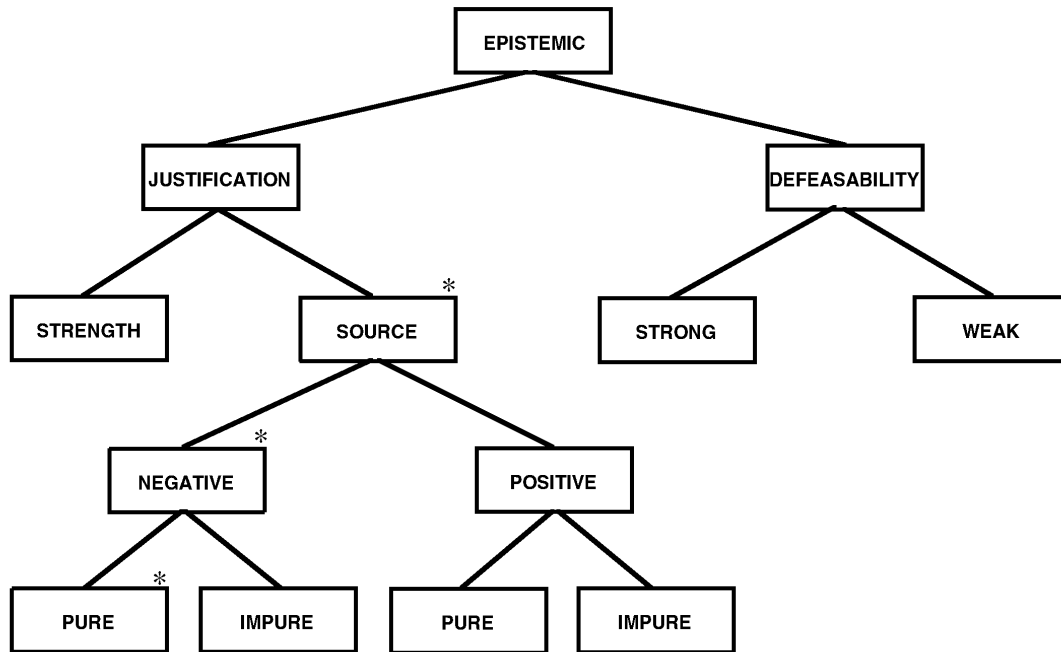 EPISTEMIC
JUSTIFICATION
DEFEASABILITY
STRENGTH
SOURCE
*
STRONG
WEAK
NEGATIVE
*
POSITIVE
PURE
*
IMPURE
PURE
IMPURE